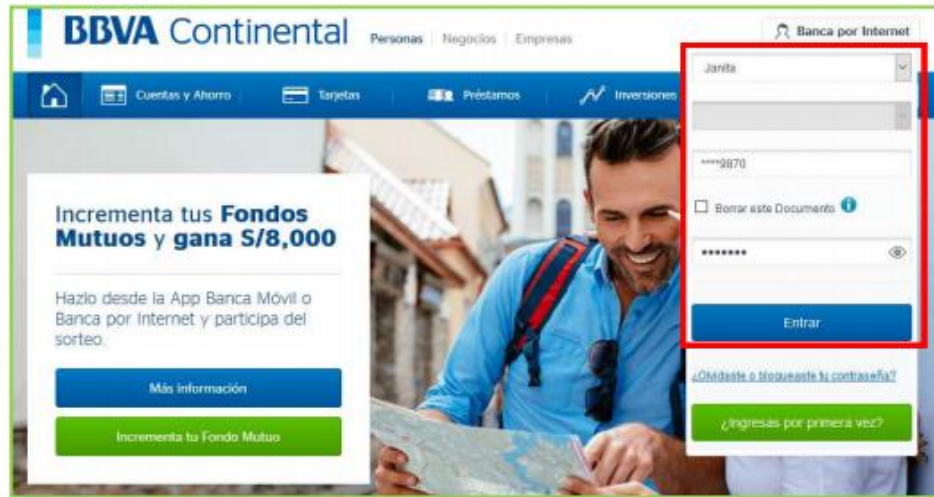 BBVA Continental Personas Negocios Empresas
Banca por Internet
Janita
Cuentas y Ahorro Tarjetas Préstamos Inversiones
****9870
Borrar este Documento i
•••••••
Entrar
¿Olvidaste o bloqueaste tu contraseña?
¿Ingresas por primera vez?
Incrementa tus Fondos
Mutuos y gana S/8,000
Hazlo desde la App Banca Móvil o
Banca por Internet y participa del
sorteo.
Más información
Incrementa tu Fondo Mutuo